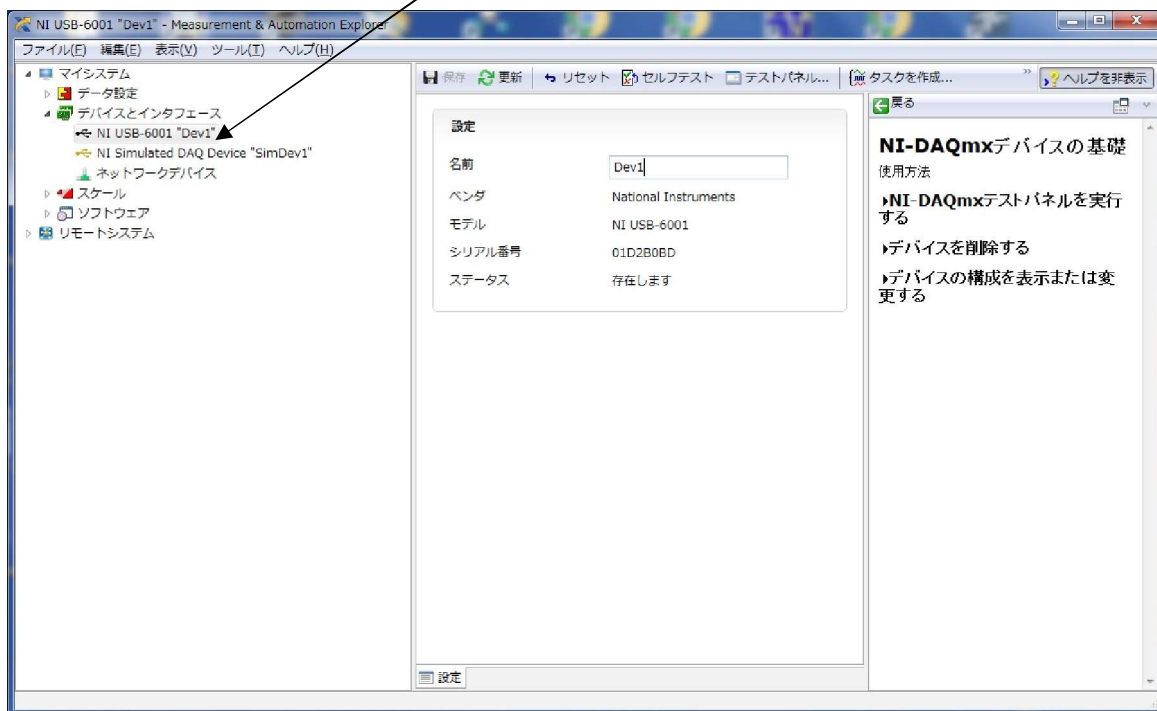 NI USB-6001 "Dev1" - Measurement & Automation Explorer
ファイル(F) 編集(E) 表示(V) ツール(T) ヘルプ(H)
マイシステム
データ設定
デバイスとインタフェース
NI USB-6001 "Dev1"
NI Simulated DAQ Device "SimDev1"
ネットワークデバイス
スケール
ソフトウェア
リモートシステム
保存 更新 リセット セルフテスト テストパネル... タスクを作成... » ヘルプを非表示
設定
名前 Dev1
ベンダ National Instruments
モデル NI USB-6001
シリアル番号 01D2B0BD
ステータス 存在します
設定
戻る
NI-DAQmxデバイスの基礎
使用方法
NI-DAQmxテストパネルを実行
する
デバイスを削除する
デバイスの構成を表示または変
更する